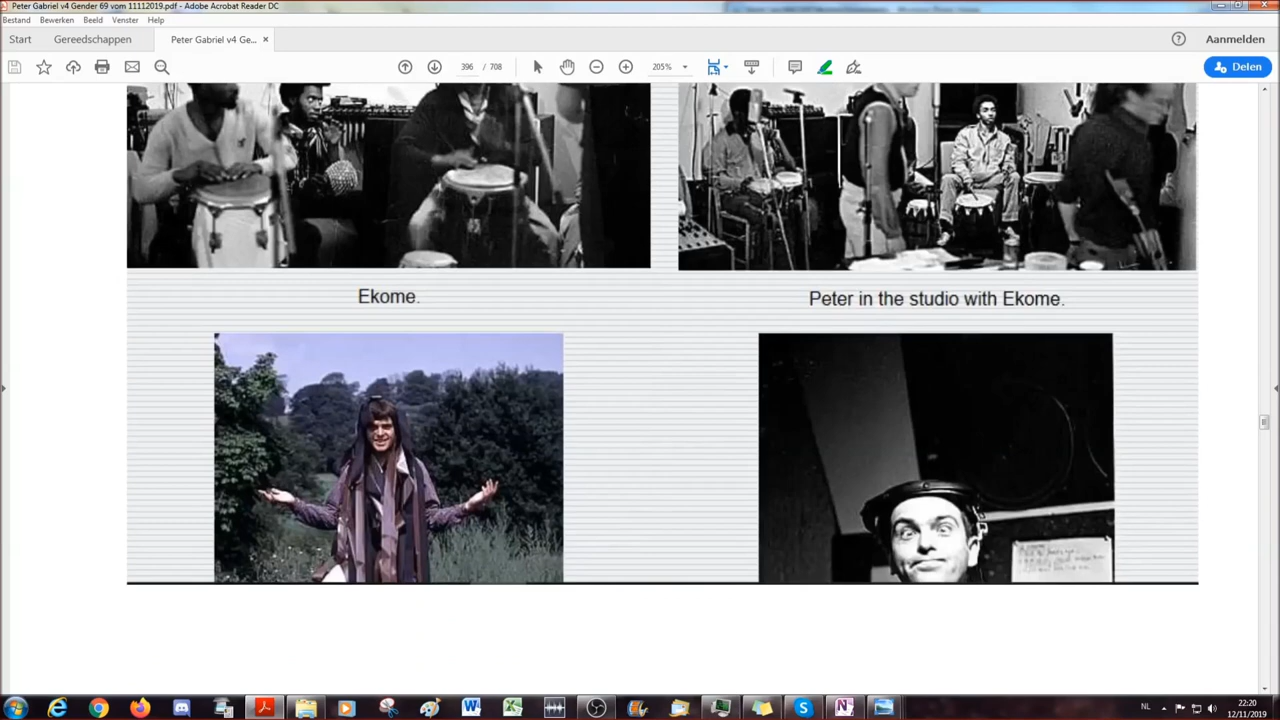 Peter Gabriel v4 Gender 69 vom 11112019.pdf - Adobe Acrobat Reader DC
Bestand Bewerken Beeld Venster Help
Start Gereedschappen Peter Gabriel v4 Ge... × Aanmelden
396 / 708 205% Delen
Ekome.
Peter in the studio with Ekome.
NL 22:20
12/11/2019